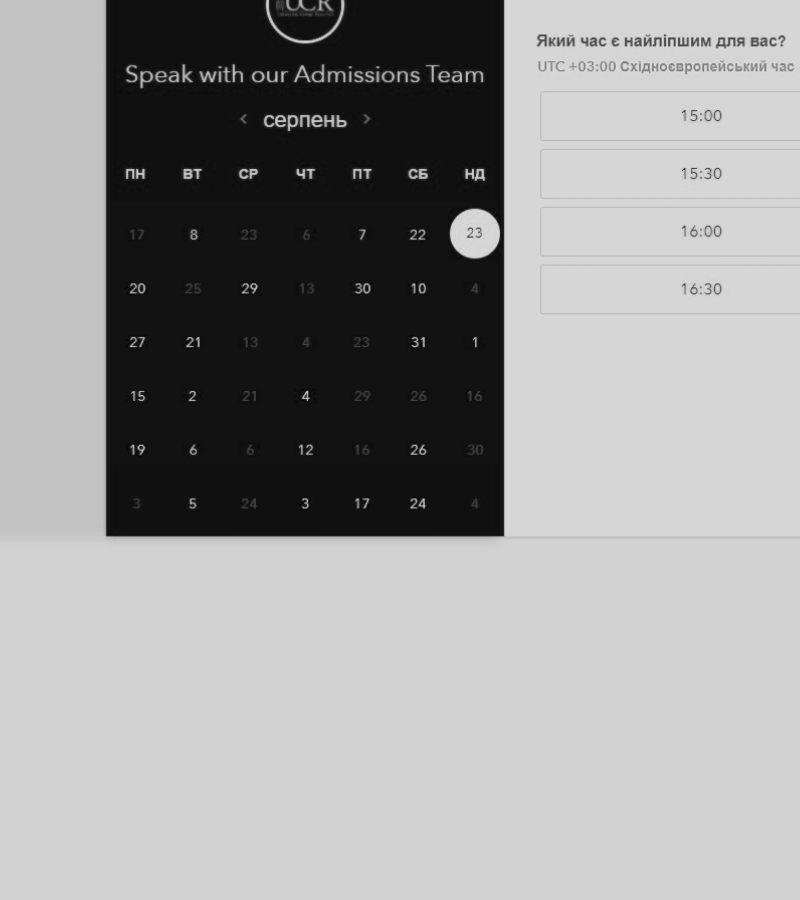 UCR
Speak with our Admissions Team
серпень
ПН ВТ СР ЧТ ПТ СБ НД
17 8 23 6 7 22 23
20 25 29 13 30 10 4
27 21 13 4 23 31 1
15 2 21 4 29 26 16
19 6 6 12 16 26 30
3 5 24 3 17 24 4
Який час є найліпшим для вас?
UTC +03:00 Східноєвропейський час
15:00
15:30
16:00
16:30